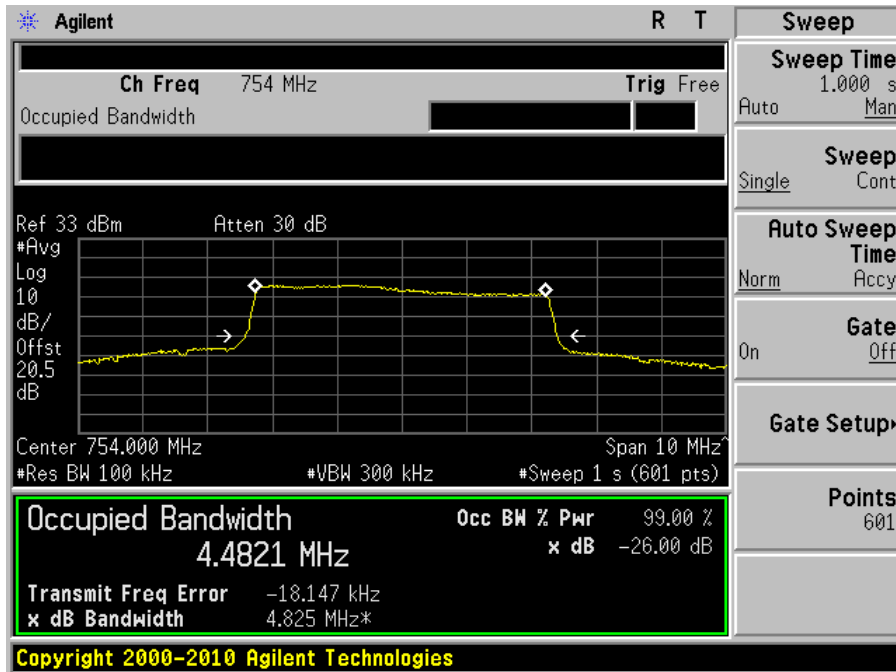 Agilent R T
Ch Freq 754 MHz Trig Free
Occupied Bandwidth
Ref 33 dBm Atten 30 dB
#Avg
Log
10
dB/
Offst
20.5
dB
Center 754.000 MHz Span 10 MHz^
#Res BW 100 kHz #VBW 300 kHz #Sweep 1 s (601 pts)
Occupied Bandwidth Occ BW % Pwr 99.00 %
4.4821 MHz x dB -26.00 dB
Transmit Freq Error -18.147 kHz
x dB Bandwidth 4.825 MHz*
Copyright 2000-2010 Agilent Technologies
Sweep
Sweep Time
1.000 s
Auto Man
Sweep
Single Cont
Auto Sweep
Time
Norm Accy
Gate
On Off
Gate Setup▸
Points
601